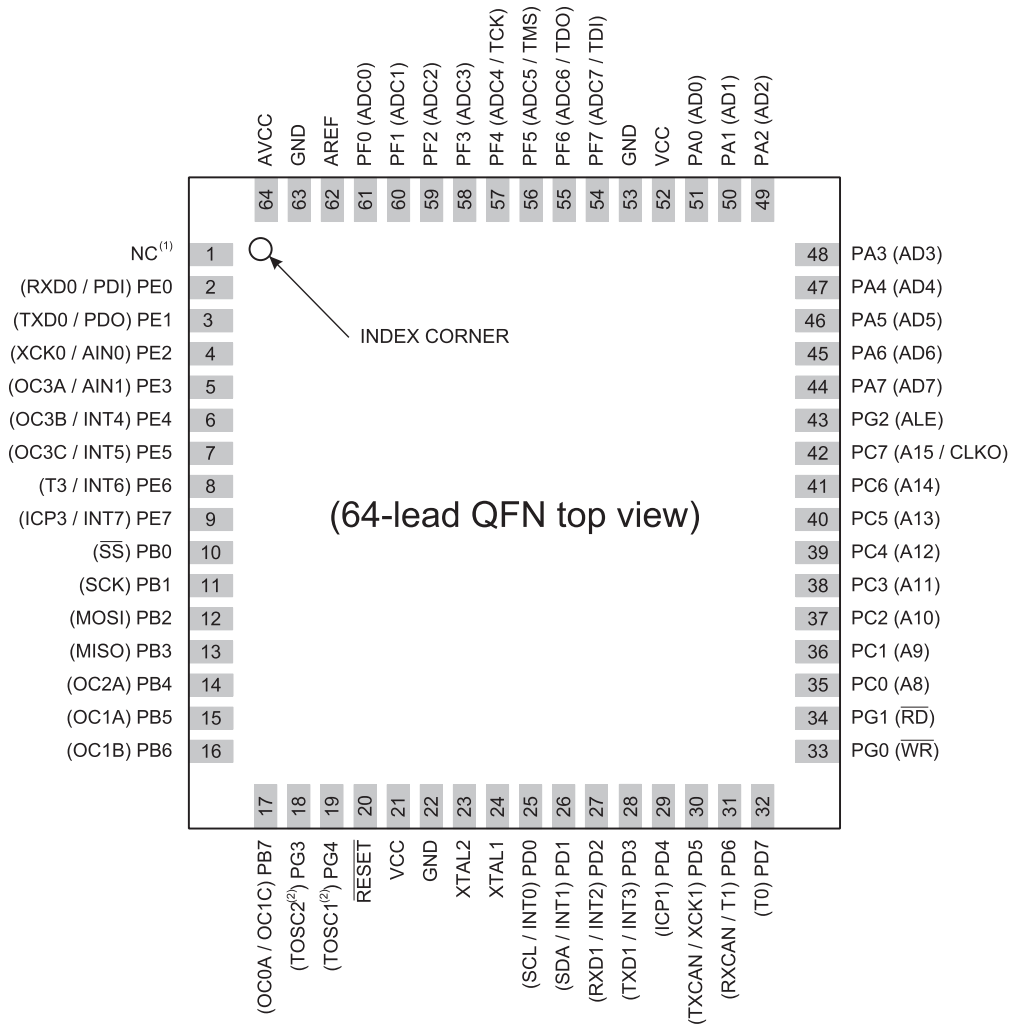 AVCC
GND
AREF
PF0 (ADC0)
PF1 (ADC1)
PF2 (ADC2)
PF3 (ADC3)
PF4 (ADC4 / TCK)
PF5 (ADC5 / TMS)
PF6 (ADC6 / TDO)
PF7 (ADC7 / TDI)
GND
VCC
PA0 (AD0)
PA1 (AD1)
PA2 (AD2)
64
63
62
61
60
59
58
57
56
55
54
53
52
51
50
49
NC(1) 1
(RXD0 / PDI) PE0 2
(TXD0 / PDO) PE1 3
(XCK0 / AIN0) PE2 4
(OC3A / AIN1) PE3 5
(OC3B / INT4) PE4 6
(OC3C / INT5) PE5 7
(T3 / INT6) PE6 8
(ICP3 / INT7) PE7 9
(S̅S̅) PB0 10
(SCK) PB1 11
(MOSI) PB2 12
(MISO) PB3 13
(OC2A) PB4 14
(OC1A) PB5 15
(OC1B) PB6 16
INDEX CORNER
(64-lead QFN top view)
48 PA3 (AD3)
47 PA4 (AD4)
46 PA5 (AD5)
45 PA6 (AD6)
44 PA7 (AD7)
43 PG2 (ALE)
42 PC7 (A15 / CLKO)
41 PC6 (A14)
40 PC5 (A13)
39 PC4 (A12)
38 PC3 (A11)
37 PC2 (A10)
36 PC1 (A9)
35 PC0 (A8)
34 PG1 (R̅D̅)
33 PG0 (W̅R̅)
17
18
19
20
21
22
23
24
25
26
27
28
29
30
31
32
(OC0A / OC1C) PB7
(TOSC2(2)) PG3
(TOSC1(2)) PG4
R̅E̅S̅E̅T̅
VCC
GND
XTAL2
XTAL1
(SCL / INT0) PD0
(SDA / INT1) PD1
(RXD1 / INT2) PD2
(TXD1 / INT3) PD3
(ICP1) PD4
(TXCAN / XCK1) PD5
(RXCAN / T1) PD6
(T0) PD7